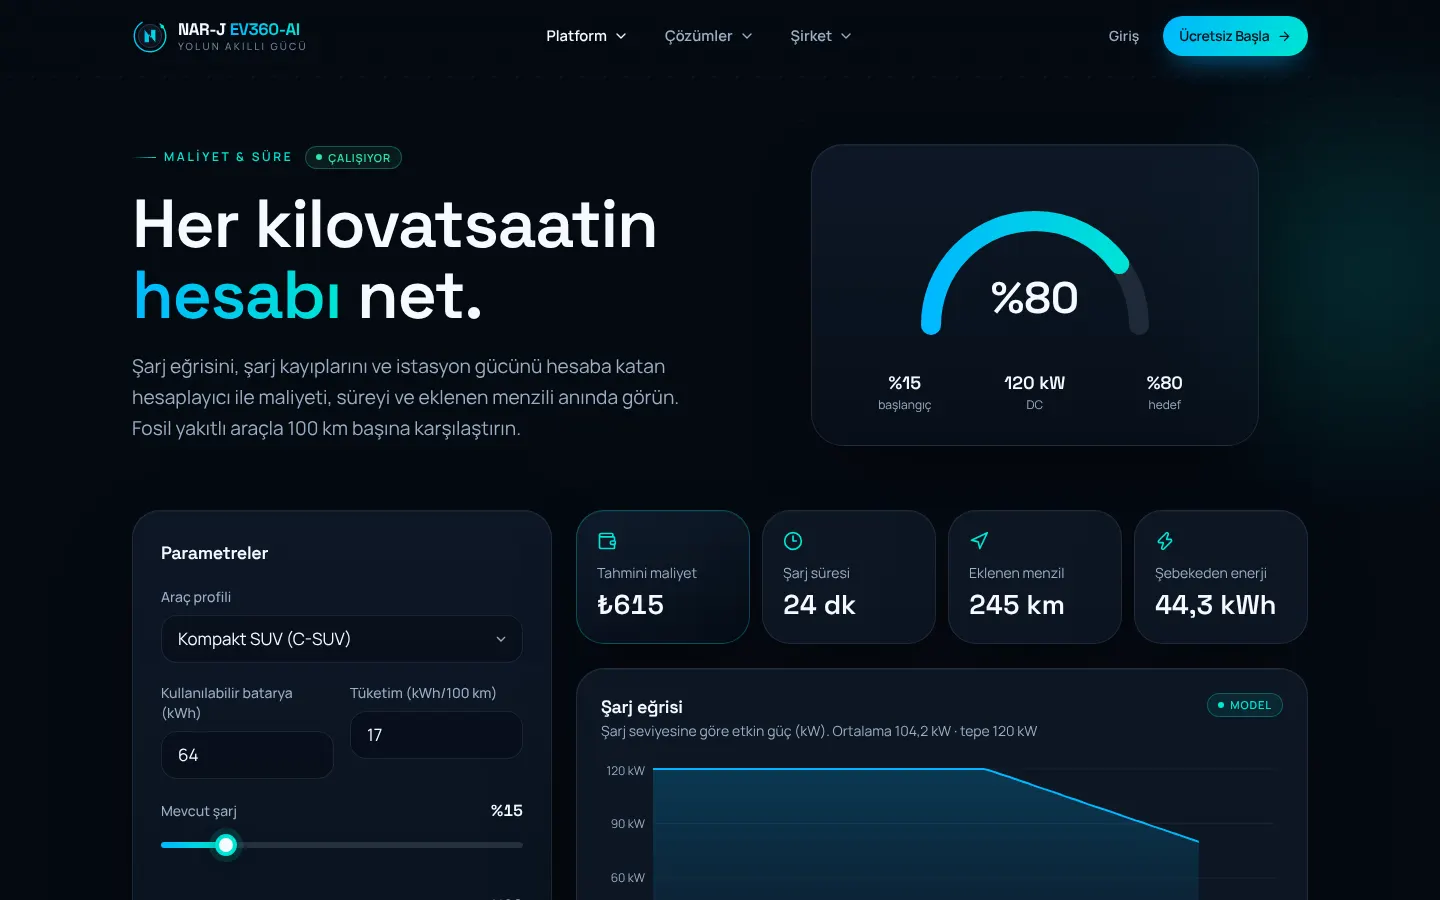 NAR-J EV360-AI
YOLUN AKILLI GÜCÜ
Platform
Çözümler
Şirket
Giriş
Ücretsiz Başla
MALİYET & SÜRE
ÇALIŞIYOR
Her kilovatsaatin
hesabı net.
Şarj eğrisini, şarj kayıplarını ve istasyon gücünü hesaba katan
hesaplayıcı ile maliyeti, süreyi ve eklenen menzili anında görün.
Fosil yakıtlı araçla 100 km başına karşılaştırın.
%80
%15
başlangıç
120 kW
DC
%80
hedef
Parametreler
Araç profili
Kompakt SUV (C-SUV)
Kullanılabilir batarya
(kWh)
64
Tüketim (kWh/100 km)
17
Mevcut şarj
%15
Tahmini maliyet
₺615
Şarj süresi
24 dk
Eklenen menzil
245 km
Şebekeden enerji
44,3 kWh
Şarj eğrisi
MODEL
Şarj seviyesine göre etkin güç (kW). Ortalama 104,2 kW · tepe 120 kW
120 kW
90 kW
60 kW